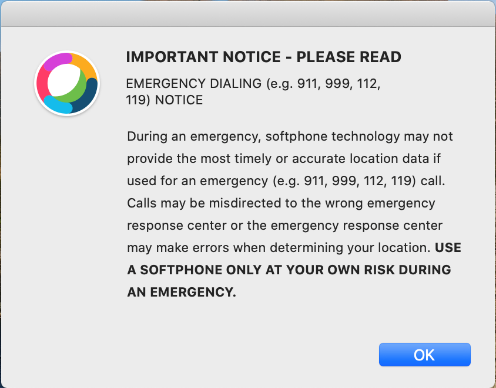 IMPORTANT NOTICE - PLEASE READ
EMERGENCY DIALING (e.g. 911, 999, 112,
119) NOTICE
During an emergency, softphone technology may not
provide the most timely or accurate location data if
used for an emergency (e.g. 911, 999, 112, 119) call.
Calls may be misdirected to the wrong emergency
response center or the emergency response center
may make errors when determining your location. USE
A SOFTPHONE ONLY AT YOUR OWN RISK DURING
AN EMERGENCY.
OK